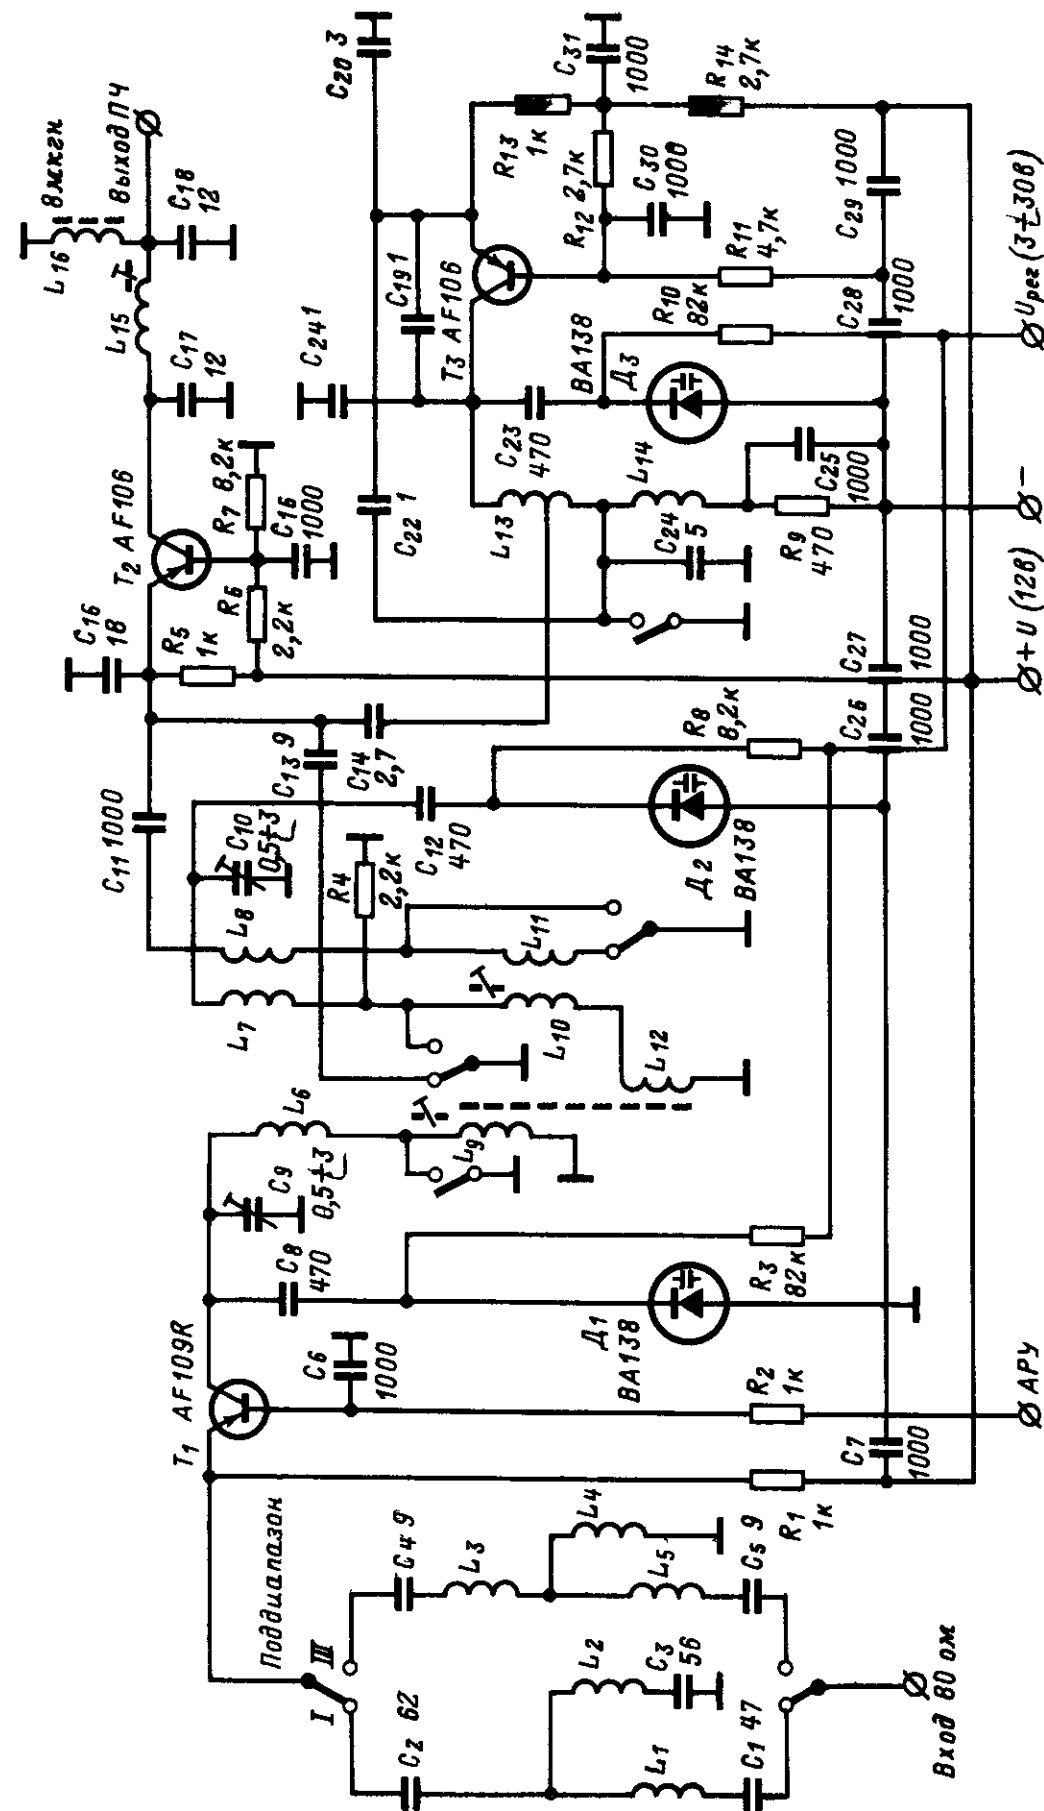 L16 8мкгн
Выход ПЧ
L15
C18
12
C17
12
T2 AF106
R7 8,2к
C16
1000
R6
2,2к
C16
18
R5
1к
C20 3
C19 1
C24 1
C22 1
T3 AF106
R13
1к
C31
1000
R14
2,7к
R12 2,7к
C30
1000
R11
4,7к
R10
82к
C29 1000
C28
1000
BA138
Д3
C23
470
L13
L14
C24
5
C25
1000
R9
470
Uрег (3÷30в)
−
+U (12в)
C27
1000
C26
1000
R8
8,2к
C11 1000
C13 9
C14
2,7
C10
0,5÷3
C12
470
R4
2,2к
L8
L7
L11
L10
L12
Д2
BA138
L6
L9
C9
0,5÷3
C8
470
R3
82к
Д1
BA138
T1 AF109R
C6
1000
R2
1к
АРУ
C7
1000
R1
1к
Поддиапазон
I III
C4 9
L3
L4
L5
C5 9
C2 62
L2
C3
56
L1
C1 47
Вход 80 ом